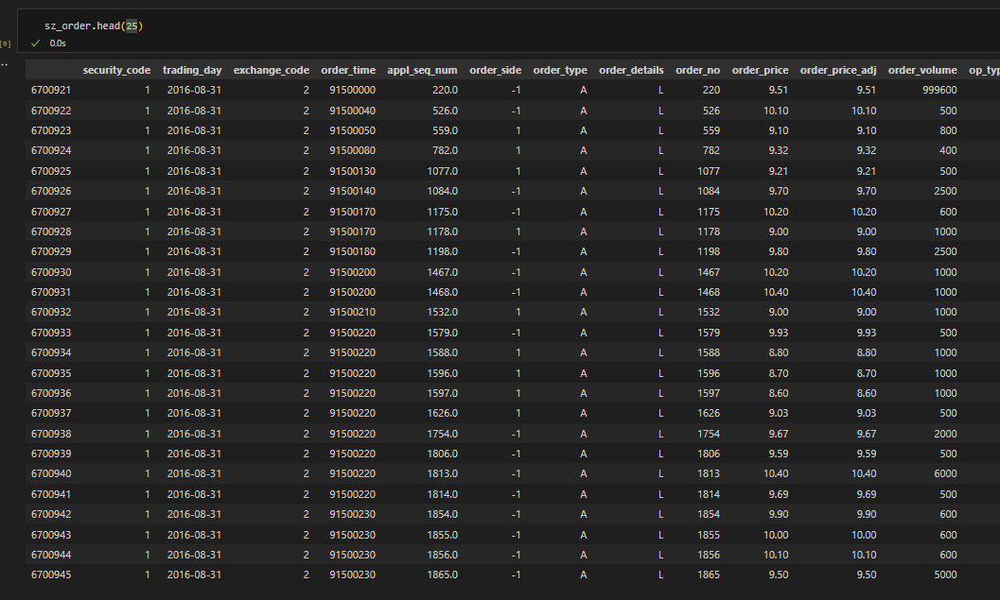 sz_order.head(25)
[9]
0.0s
security_code trading_day exchange_code order_time appl_seq_num order_side order_type order_details order_no order_price order_price_adj order_volume op_typ
6700921 1 2016-08-31 2 91500000 220.0 -1 A L 220 9.51 9.51 999600
6700922 1 2016-08-31 2 91500040 526.0 -1 A L 526 10.10 10.10 500
6700923 1 2016-08-31 2 91500050 559.0 1 A L 559 9.10 9.10 800
6700924 1 2016-08-31 2 91500080 782.0 1 A L 782 9.32 9.32 400
6700925 1 2016-08-31 2 91500130 1077.0 1 A L 1077 9.21 9.21 500
6700926 1 2016-08-31 2 91500140 1084.0 -1 A L 1084 9.70 9.70 2500
6700927 1 2016-08-31 2 91500170 1175.0 -1 A L 1175 10.20 10.20 600
6700928 1 2016-08-31 2 91500170 1178.0 1 A L 1178 9.00 9.00 1000
6700929 1 2016-08-31 2 91500180 1198.0 -1 A L 1198 9.80 9.80 2500
6700930 1 2016-08-31 2 91500200 1467.0 -1 A L 1467 10.20 10.20 1000
6700931 1 2016-08-31 2 91500200 1468.0 -1 A L 1468 10.40 10.40 1000
6700932 1 2016-08-31 2 91500210 1532.0 1 A L 1532 9.00 9.00 1000
6700933 1 2016-08-31 2 91500220 1579.0 -1 A L 1579 9.93 9.93 500
6700934 1 2016-08-31 2 91500220 1588.0 1 A L 1588 8.80 8.80 1000
6700935 1 2016-08-31 2 91500220 1596.0 1 A L 1596 8.70 8.70 1000
6700936 1 2016-08-31 2 91500220 1597.0 1 A L 1597 8.60 8.60 1000
6700937 1 2016-08-31 2 91500220 1626.0 1 A L 1626 9.03 9.03 500
6700938 1 2016-08-31 2 91500220 1754.0 -1 A L 1754 9.67 9.67 2000
6700939 1 2016-08-31 2 91500220 1806.0 -1 A L 1806 9.59 9.59 500
6700940 1 2016-08-31 2 91500220 1813.0 -1 A L 1813 10.40 10.40 6000
6700941 1 2016-08-31 2 91500220 1814.0 -1 A L 1814 9.69 9.69 500
6700942 1 2016-08-31 2 91500230 1854.0 -1 A L 1854 9.90 9.90 600
6700943 1 2016-08-31 2 91500230 1855.0 -1 A L 1855 10.00 10.00 600
6700944 1 2016-08-31 2 91500230 1856.0 -1 A L 1856 10.10 10.10 600
6700945 1 2016-08-31 2 91500230 1865.0 -1 A L 1865 9.50 9.50 5000